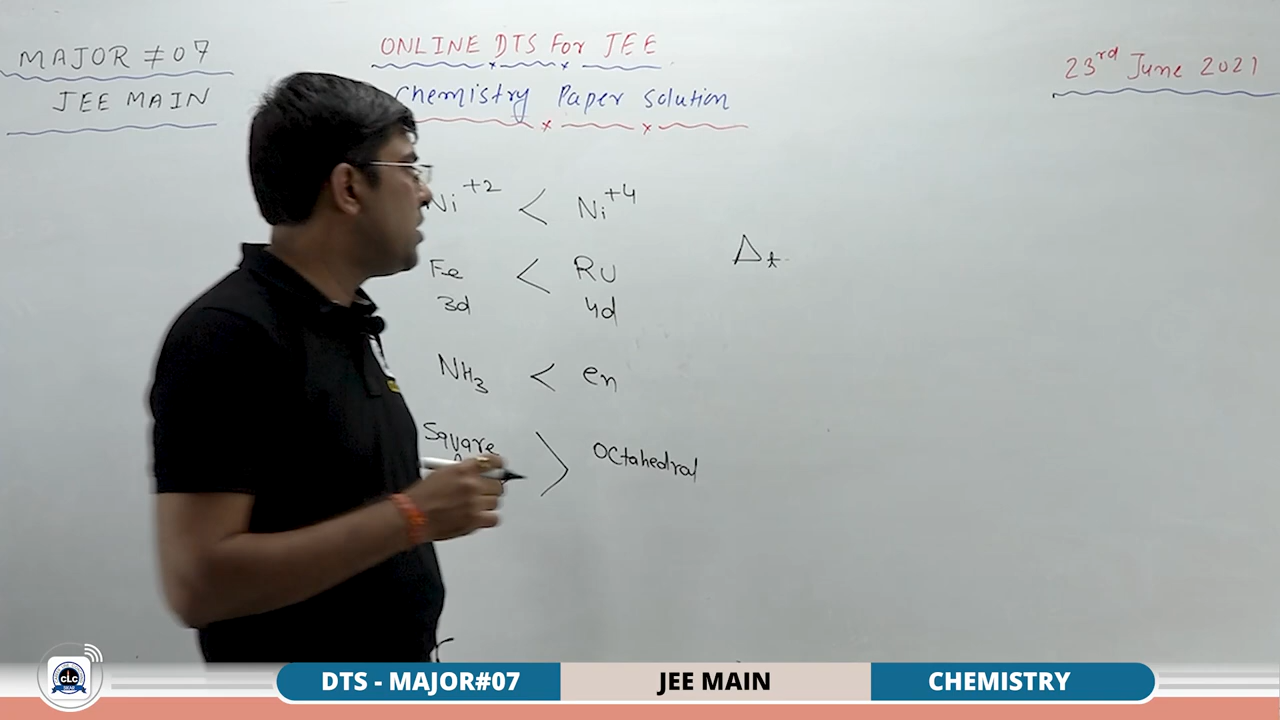 MAJOR # 07
JEE MAIN
ONLINE DTS For JEE
Chemistry Paper Solution
23rd June 2021
Ni+2 < Ni+4
Fe < Ru
3d 4d
Δt
NH3 < en
Square > Octahedral
CLC
DTS - MAJOR#07
JEE MAIN
CHEMISTRY